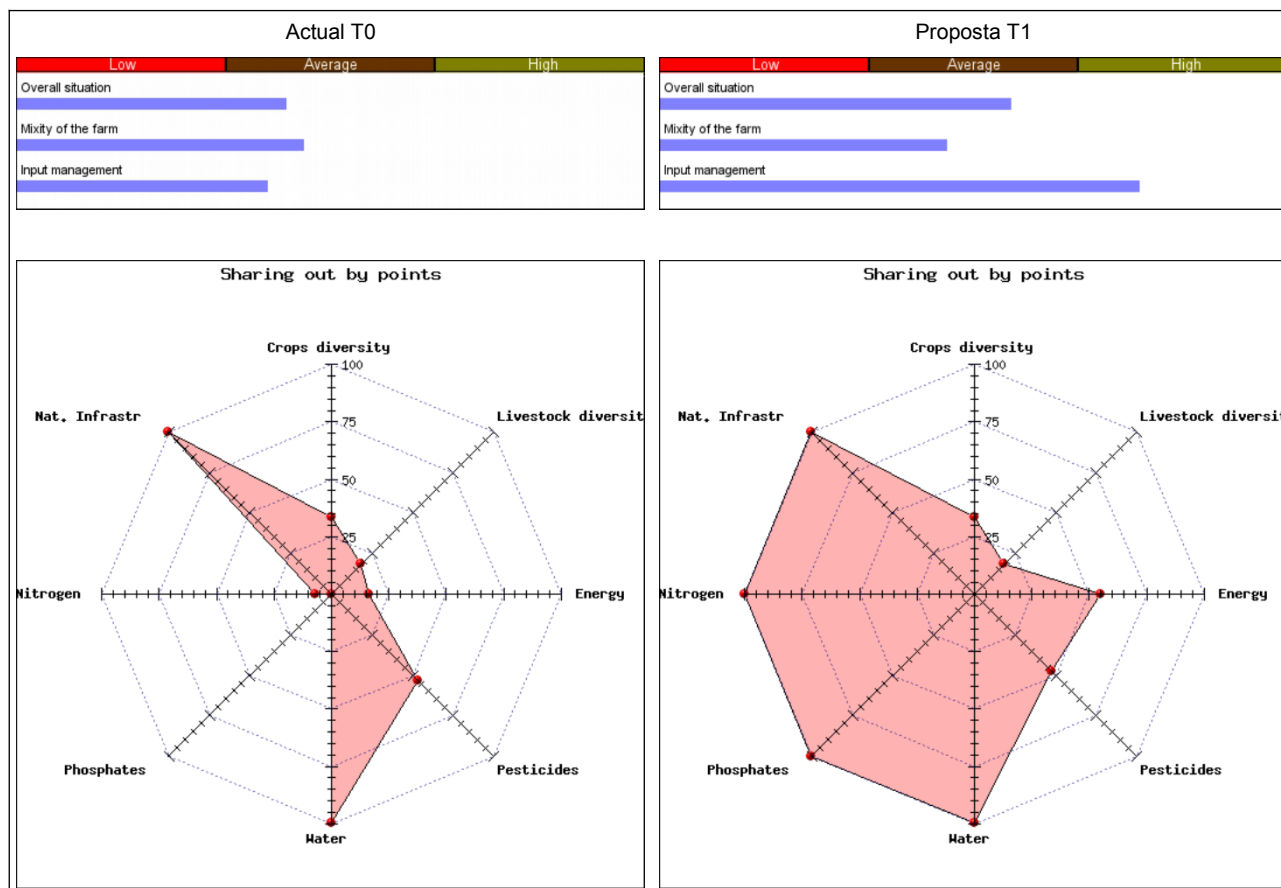 Actual T0
Proposta T1
Low Average High
Overall situation
Mixity of the farm
Input management
Low Average High
Overall situation
Mixity of the farm
Input management
Sharing out by points
Crops diversity
100
Nat. Infrastr
Livestock diversit
75
50
25
Nitrogen
Energy
Phosphates
Pesticides
Water
Sharing out by points
Crops diversity
100
Nat. Infrastr
Livestock diversit
75
50
25
Nitrogen
Energy
Phosphates
Pesticides
Water